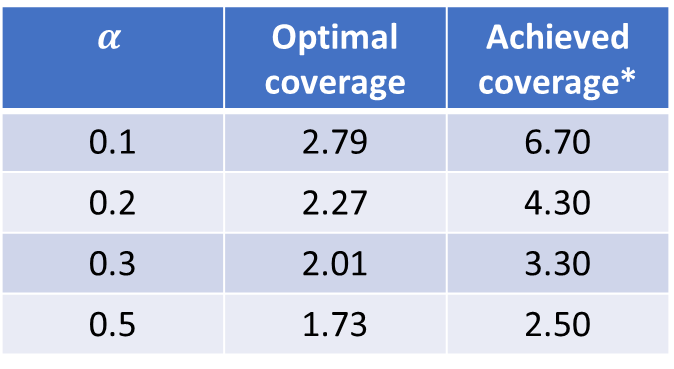 α Optimal coverage Achieved coverage*
0.1 2.79 6.70
0.2 2.27 4.30
0.3 2.01 3.30
0.5 1.73 2.50